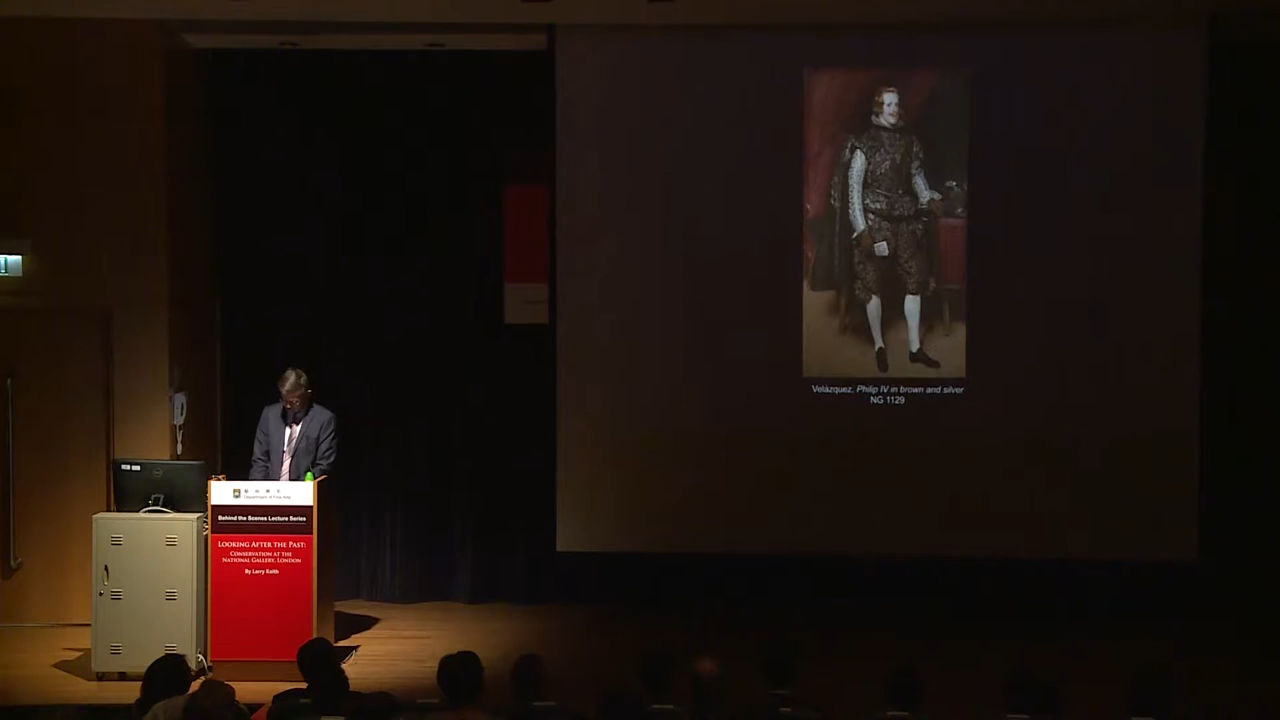 Velázquez, Philip IV in brown and silver
NG 1129
Department of Fine Arts
Behind the Scenes Lecture Series
LOOKING AFTER THE PAST:
CONSERVATION AT THE
NATIONAL GALLERY, LONDON
By Larry Keith